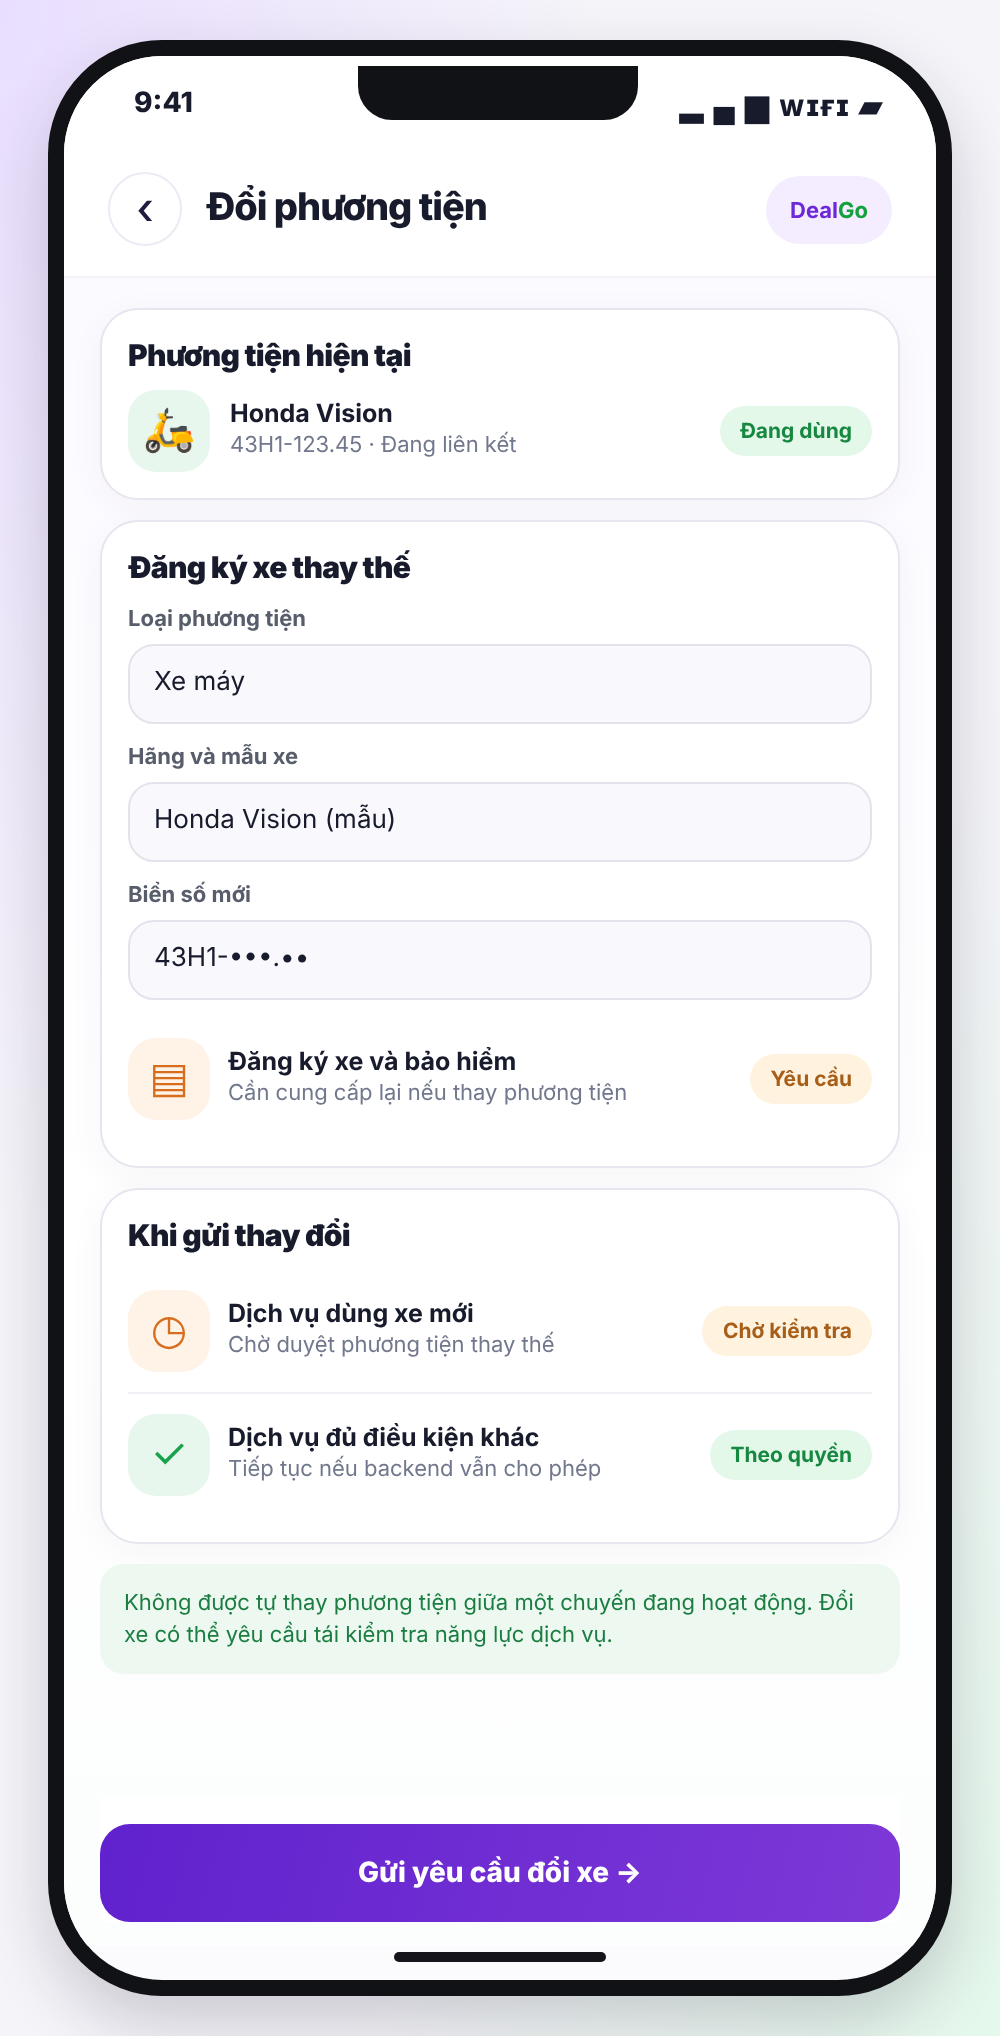 9:41
WIFI
‹ Đổi phương tiện
DealGo
Phương tiện hiện tại
Honda Vision
43H1-123.45 · Đang liên kết
Đang dùng
Đăng ký xe thay thế
Loại phương tiện
Xe máy
Hãng và mẫu xe
Honda Vision (mẫu)
Biển số mới
43H1-•••.••
Đăng ký xe và bảo hiểm
Cần cung cấp lại nếu thay phương tiện
Yêu cầu
Khi gửi thay đổi
Dịch vụ dùng xe mới
Chờ duyệt phương tiện thay thế
Chờ kiểm tra
Dịch vụ đủ điều kiện khác
Tiếp tục nếu backend vẫn cho phép
Theo quyền
Không được tự thay phương tiện giữa một chuyến đang hoạt động. Đổi
xe có thể yêu cầu tái kiểm tra năng lực dịch vụ.
Gửi yêu cầu đổi xe →